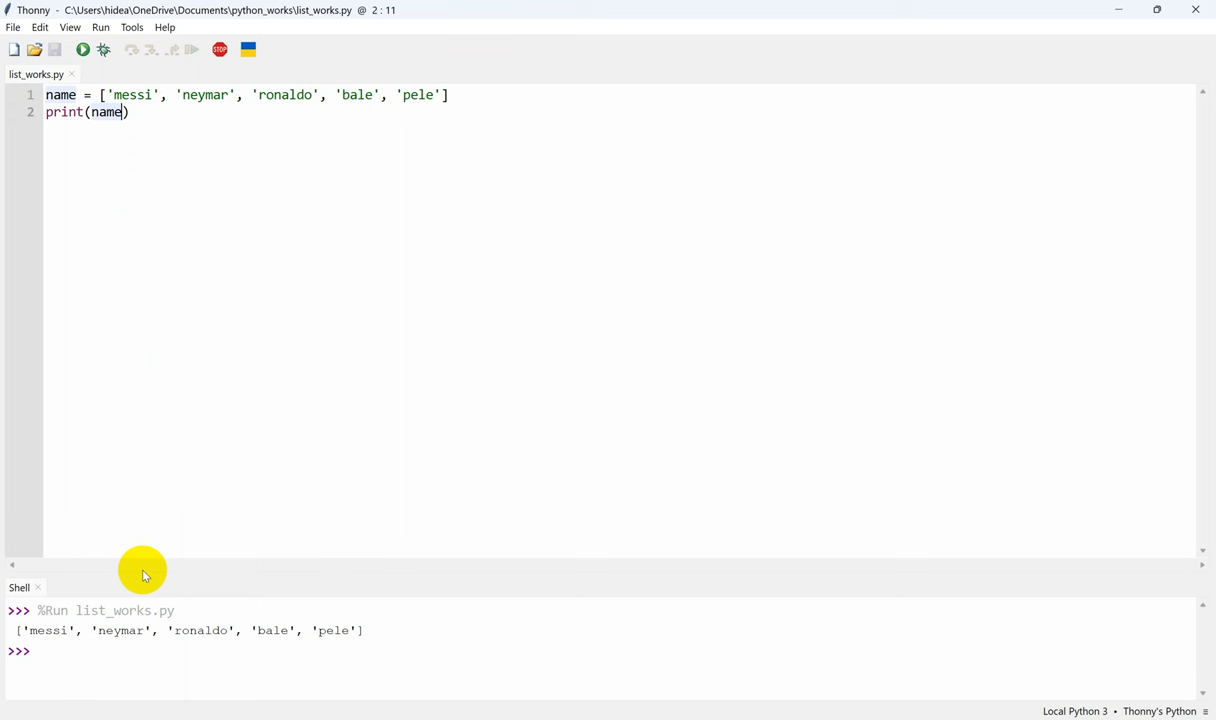 Thonny - C:\Users\hidea\OneDrive\Documents\python_works\list_works.py @ 2 : 11
File Edit View Run Tools Help
STOP
list_works.py
1 name = ['messi', 'neymar', 'ronaldo', 'bale', 'pele']
2 print(name)
Shell
>>> %Run list_works.py
['messi', 'neymar', 'ronaldo', 'bale', 'pele']
>>>
Local Python 3 • Thonny's Python ≡